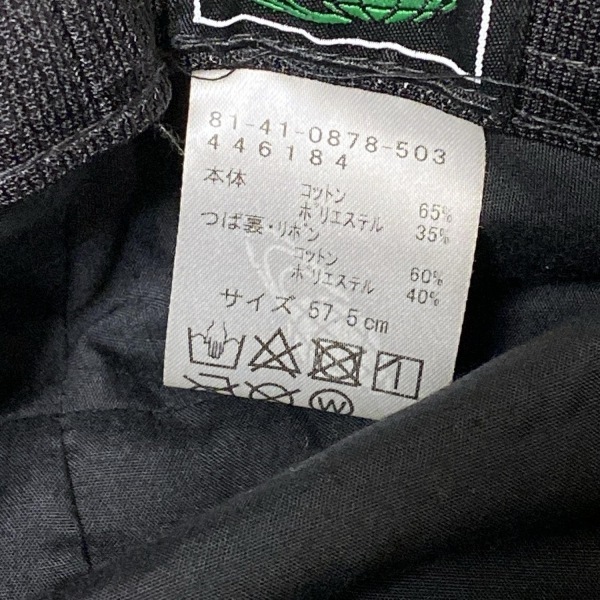 81-41-0878-503
446184
本体 コットン 65%
ポリエステル 35%
つば裏・リボン
コットン 60%
ポリエステル 40%
サイズ 57.5cm
W